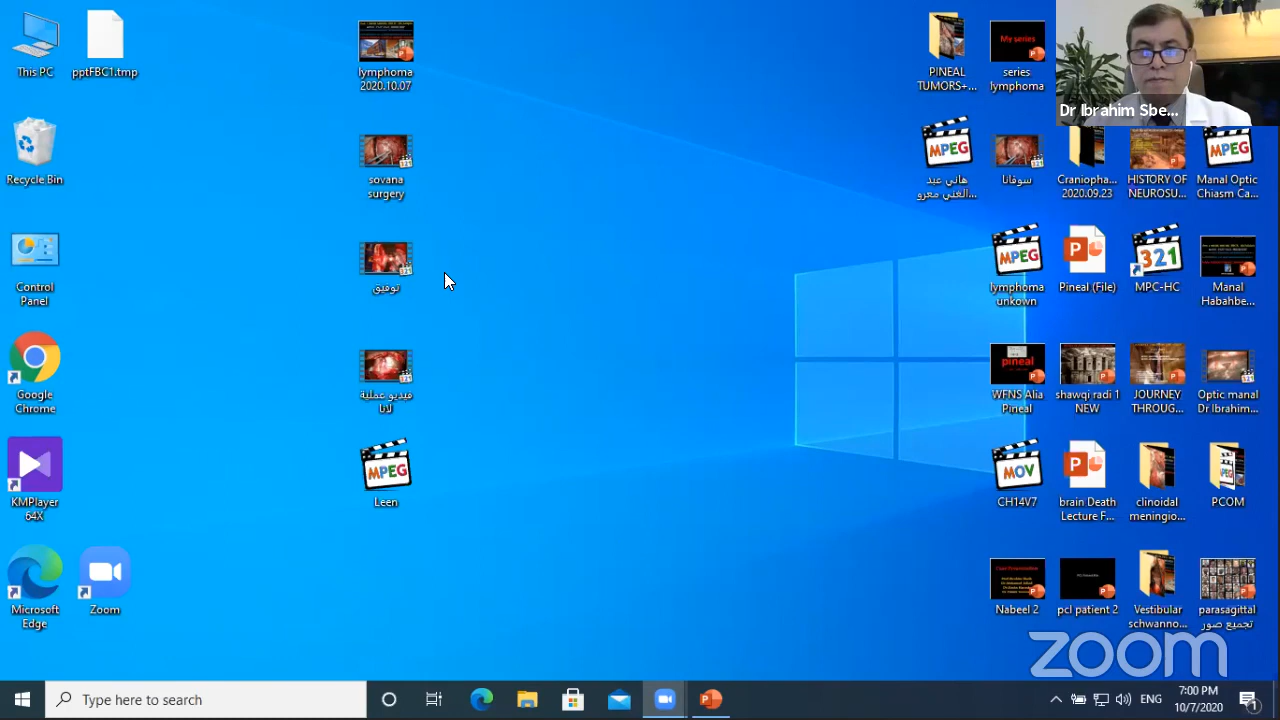 This PC
pptFBC1.tmp
lymphoma
2020.10.07
PINEAL
TUMORS+...
My series
series
lymphoma
Dr Ibrahim Sbe...
Recycle Bin
sovana
surgery
MPEG
هاني عبد
الغني معرو...
سوفانا
Craniopha...
2020.09.23
HISTORY OF
NEUROSU...
MPEG
Manal Optic
Chiasm Ca...
Control
Panel
توفيق
MPEG
lymphoma
unkown
Pineal (File)
321
MPC-HC
Manal
Habahbe...
Google
Chrome
فيديو عملية
لانا
pineal
WFNS Alia
Pineal
shawqi radi 1
NEW
JOURNEY
THROUG...
Optic manal
Dr Ibrahim...
KMPlayer
64X
MPEG
Leen
MOV
CH14V7
brain Death
Lecture F...
clinoidal
meningio...
PCOM
Microsoft
Edge
Zoom
Nabeel 2
pcl patient 2
Vestibular
schwanno...
parasagittal
تجميع صور
zoom
Type here to search
ENG
7:00 PM
10/7/2020
1